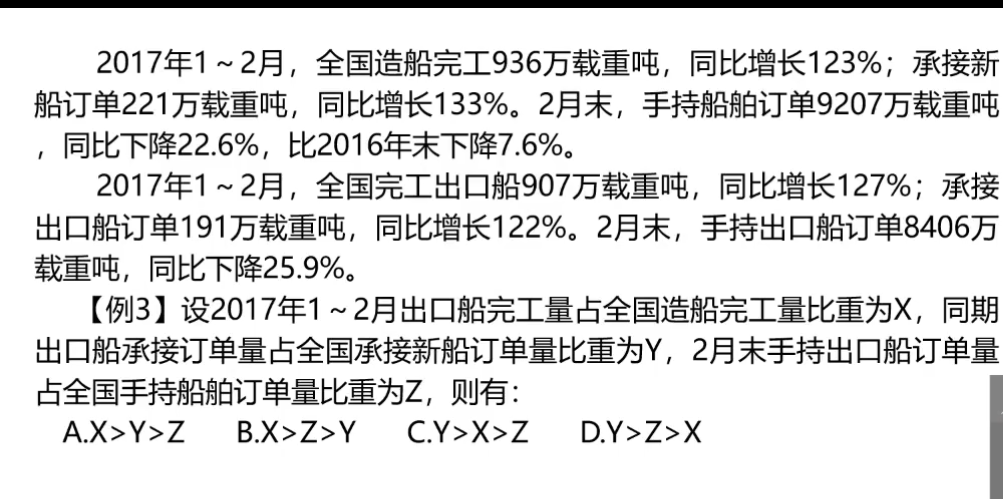 2017年1~2月，全国造船完工936万载重吨，同比增长123%；承接新
船订单221万载重吨，同比增长133%。2月末，手持船舶订单9207万载重吨
，同比下降22.6%，比2016年末下降7.6%。
2017年1~2月，全国完工出口船907万载重吨，同比增长127%；承接
出口船订单191万载重吨，同比增长122%。2月末，手持出口船订单8406万
载重吨，同比下降25.9%。
【例3】设2017年1~2月出口船完工量占全国造船完工量比重为X，同期
出口船承接订单量占全国承接新船订单量比重为Y，2月末手持出口船订单量
占全国手持船舶订单量比重为Z，则有：
A.X>Y>Z B.X>Z>Y C.Y>X>Z D.Y>Z>X